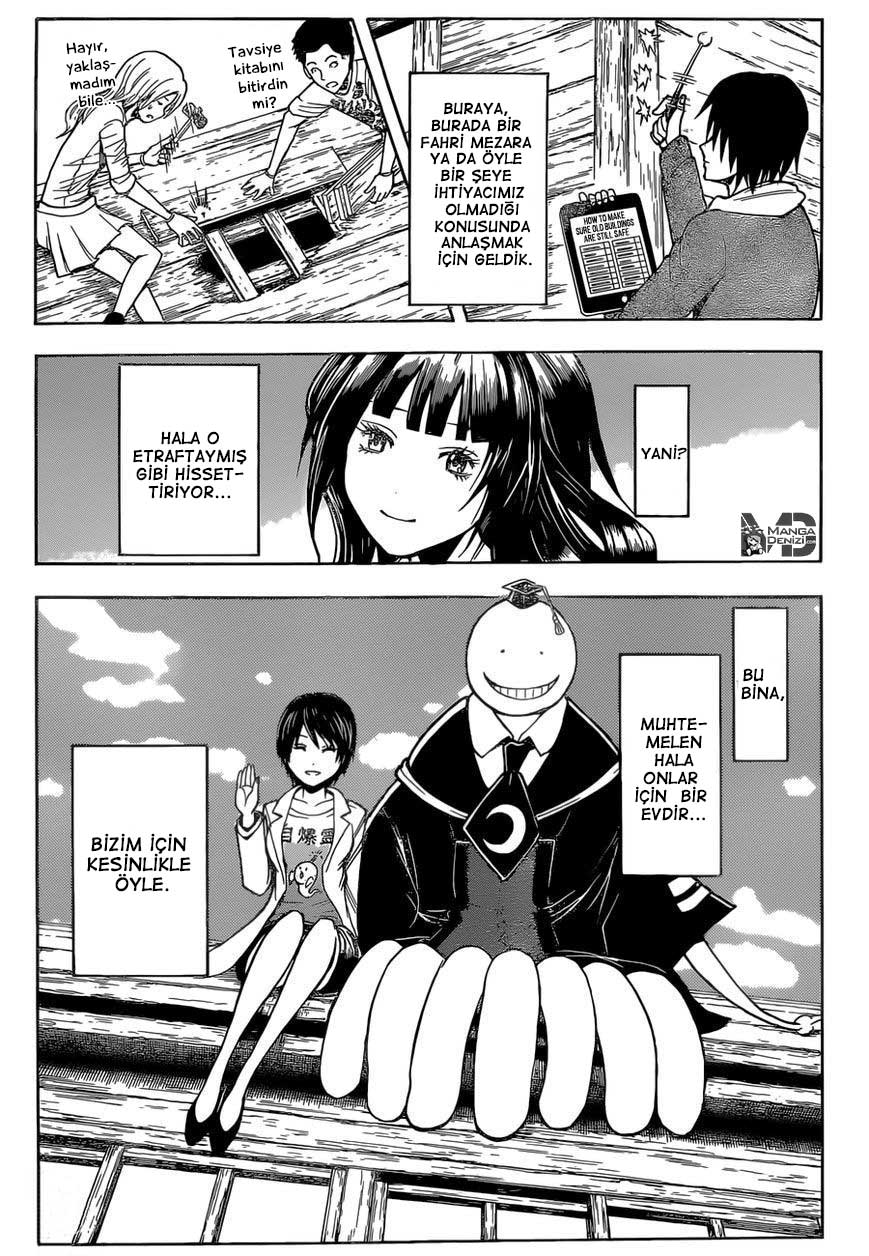 HOW TO MAKE
SURE OLD BUILDINGS
ARE STILL SAFE
BURAYA,
BURADA BİR
FAHRİ MEZARA
YA DA ÖYLE
BİR ŞEYE
İHTİYACIMIZ
OLMADIĞI
KONUSUNDA
ANLAŞMAK
İÇİN GELDİK.
Tavsiye
kitabını
bitirdin
mi?
Hayır,
yaklaş-
madım
bile...
YANİ?
HALA O
ETRAFTAYMIŞ
GİBİ HİSSET-
TİRİYOR...
MANGA
DENİZİ
BU
BİNA,
MUHTE-
MELEN
HALA
ONLAR
İÇİN BİR
EVDİR...
自爆霊
BİZİM İÇİN
KESİNLİKLE
ÖYLE.